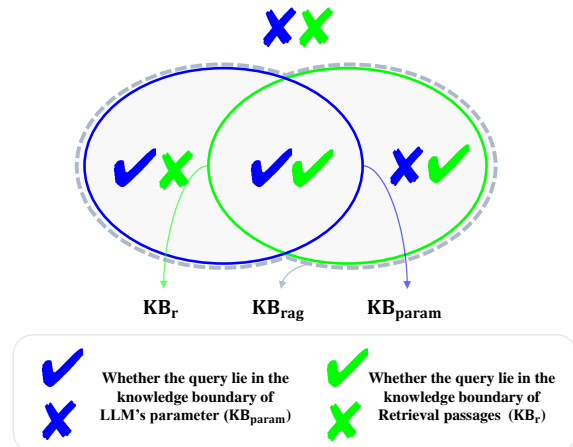 KBr KBrag KBparam
Whether the query lie in the
knowledge boundary of
LLM's parameter (KBparam)
Whether the query lie in the
knowledge boundary of
Retrieval passages (KBr)